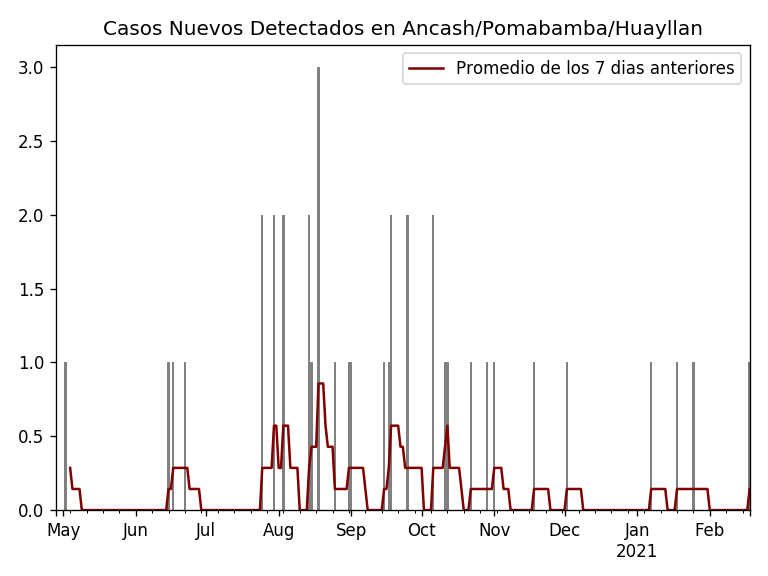 Casos Nuevos Detectados en Ancash/Pomabamba/Huayllan
Promedio de los 7 dias anteriores
3.0
2.5
2.0
1.5
1.0
0.5
0.0
May Jun Jul Aug Sep Oct Nov Dec Jan Feb
2021